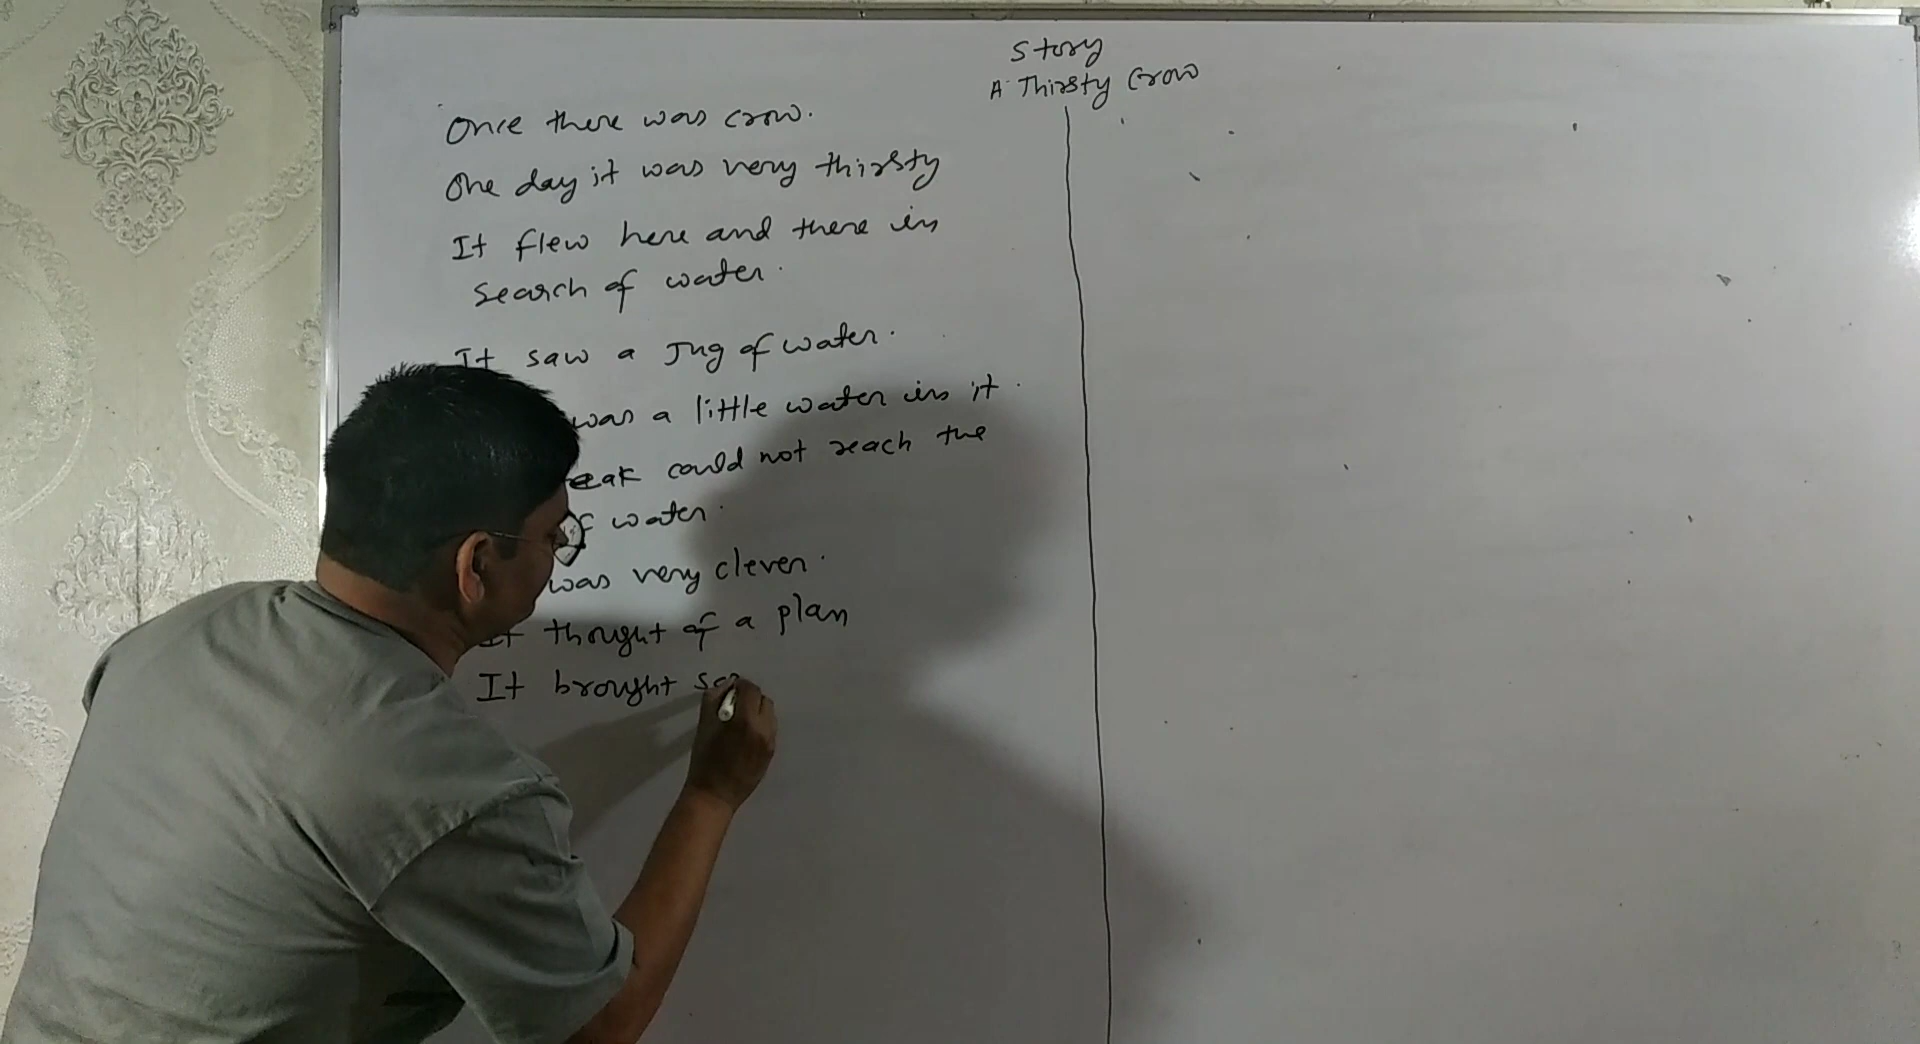 Story
A Thirsty Crow
Once there was crow.
One day it was very thirsty
It flew here and there in
search of water.
It saw a Jug of water.
was a little water in it.
could not reach the
water.
was very clever.
It thought of a plan
It brought